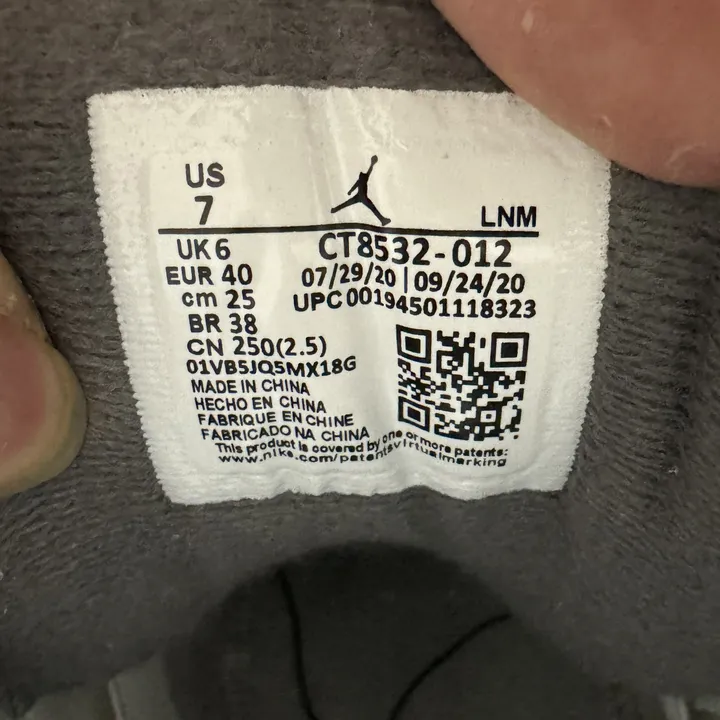 US
7
LNM
UK 6
EUR 40
cm 25
BR 38
CN 250(2.5)
CT8532-012
07/29/20 | 09/24/20
UPC 00194501118323
01VB5JQ5MX18G
MADE IN CHINA
HECHO EN CHINA
FABRIQUE EN CHINE
FABRICADO NA CHINA
This product is covered by one or more patents:
www.nike.com/patentsvirtualmarking